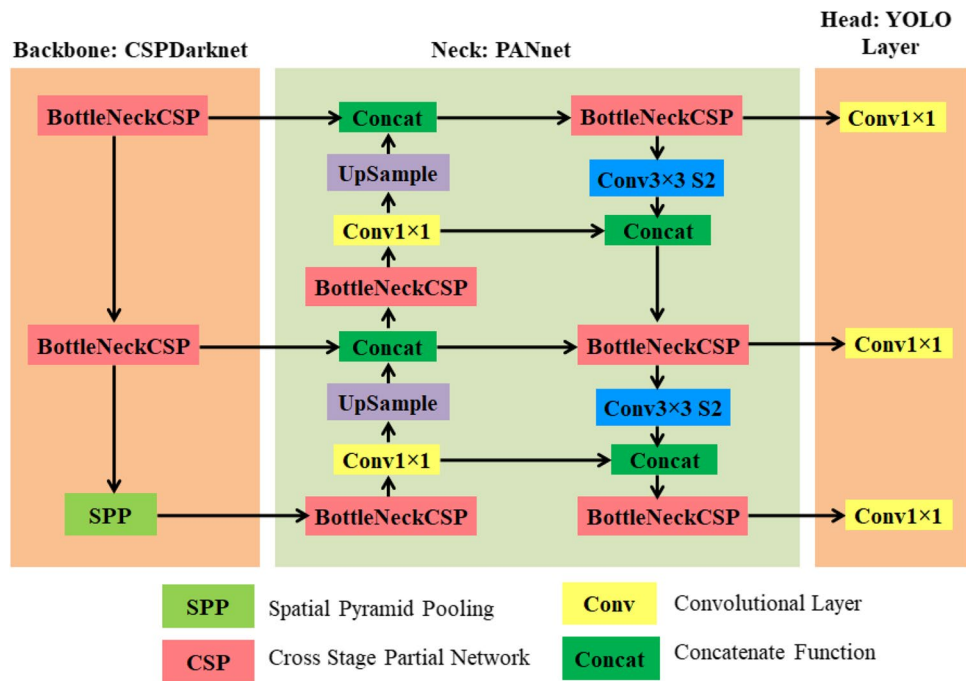 Backbone: CSPDarknet
Neck: PANnet
Head: YOLO
Layer
BottleNeckCSP
Concat
BottleNeckCSP
Conv1×1
UpSample
Conv3×3 S2
Conv1×1
Concat
BottleNeckCSP
BottleNeckCSP
Concat
BottleNeckCSP
Conv1×1
UpSample
Conv3×3 S2
Conv1×1
Concat
SPP
BottleNeckCSP
BottleNeckCSP
Conv1×1
SPP
Spatial Pyramid Pooling
Conv
Convolutional Layer
CSP
Cross Stage Partial Network
Concat
Concatenate Function